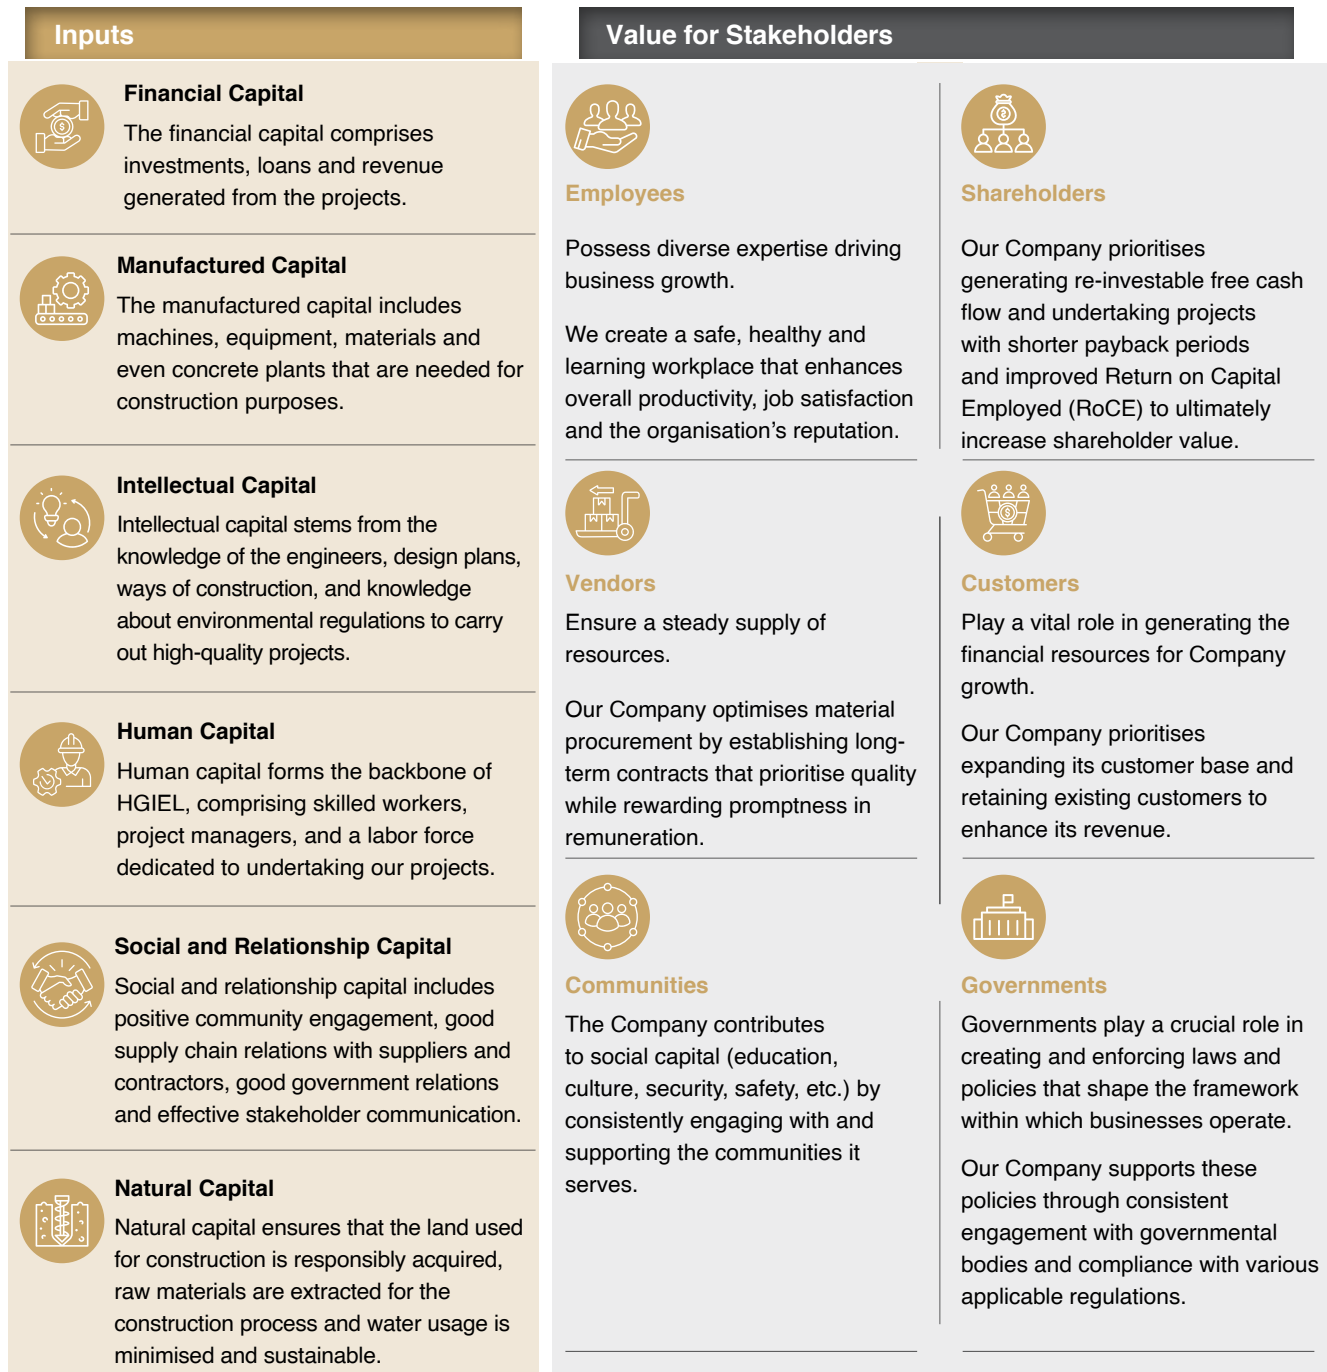 Inputs
Financial Capital
The financial capital comprises
investments, loans and revenue
generated from the projects.
Manufactured Capital
The manufactured capital includes
machines, equipment, materials and
even concrete plants that are needed for
construction purposes.
Intellectual Capital
Intellectual capital stems from the
knowledge of the engineers, design plans,
ways of construction, and knowledge
about environmental regulations to carry
out high-quality projects.
Human Capital
Human capital forms the backbone of
HGIEL, comprising skilled workers,
project managers, and a labor force
dedicated to undertaking our projects.
Social and Relationship Capital
Social and relationship capital includes
positive community engagement, good
supply chain relations with suppliers and
contractors, good government relations
and effective stakeholder communication.
Natural Capital
Natural capital ensures that the land used
for construction is responsibly acquired,
raw materials are extracted for the
construction process and water usage is
minimised and sustainable.
Value for Stakeholders
Employees
Possess diverse expertise driving
business growth.
We create a safe, healthy and
learning workplace that enhances
overall productivity, job satisfaction
and the organisation’s reputation.
Shareholders
Our Company prioritises
generating re-investable free cash
flow and undertaking projects
with shorter payback periods
and improved Return on Capital
Employed (RoCE) to ultimately
increase shareholder value.
Vendors
Ensure a steady supply of
resources.
Our Company optimises material
procurement by establishing long-
term contracts that prioritise quality
while rewarding promptness in
remuneration.
Customers
Play a vital role in generating the
financial resources for Company
growth.
Our Company prioritises
expanding its customer base and
retaining existing customers to
enhance its revenue.
Communities
The Company contributes
to social capital (education,
culture, security, safety, etc.) by
consistently engaging with and
supporting the communities it
serves.
Governments
Governments play a crucial role in
creating and enforcing laws and
policies that shape the framework
within which businesses operate.
Our Company supports these
policies through consistent
engagement with governmental
bodies and compliance with various
applicable regulations.